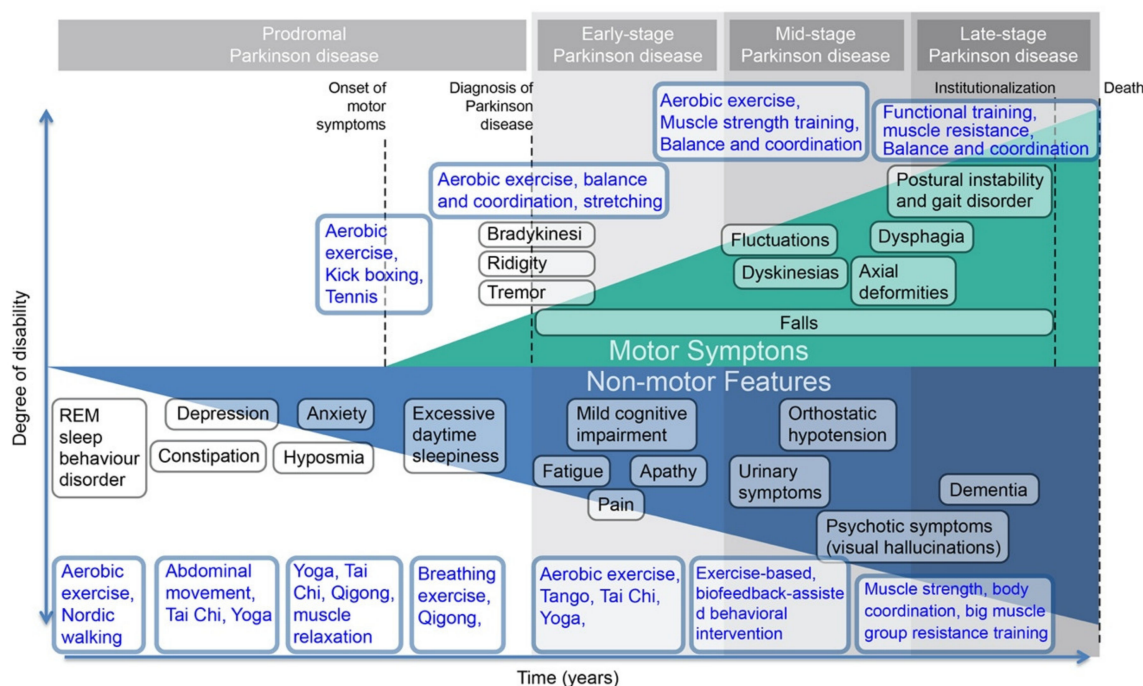 Prodromal
Parkinson disease
Early-stage
Parkinson disease
Mid-stage
Parkinson disease
Late-stage
Parkinson disease
Onset of
motor
symptoms
Diagnosis of
Parkinson
disease
Institutionalization
Death
Aerobic exercise,
Muscle strength training,
Balance and coordination
Functional training,
muscle resistance,
Balance and coordination
Aerobic exercise, balance
and coordination, stretching
Aerobic
exercise,
Kick boxing,
Tennis
Bradykinesi
Ridigity
Tremor
Fluctuations
Dyskinesias
Postural instability
and gait disorder
Dysphagia
Axial
deformities
Falls
Motor Symptons
Non-motor Features
Degree of disability
REM
sleep
behaviour
disorder
Depression
Constipation
Anxiety
Hyposmia
Excessive
daytime
sleepiness
Mild cognitive
impairment
Fatigue
Apathy
Pain
Orthostatic
hypotension
Urinary
symptoms
Dementia
Psychotic symptoms
(visual hallucinations)
Aerobic
exercise,
Nordic
walking
Abdominal
movement,
Tai Chi, Yoga
Yoga, Tai
Chi, Qigong,
muscle
relaxation
Breathing
exercise,
Qigong,
Aerobic exercise,
Tango, Tai Chi,
Yoga,
Exercise-based,
biofeedback-assiste
d behavioral
intervention
Muscle strength, body
coordination, big muscle
group resistance training
Time (years)